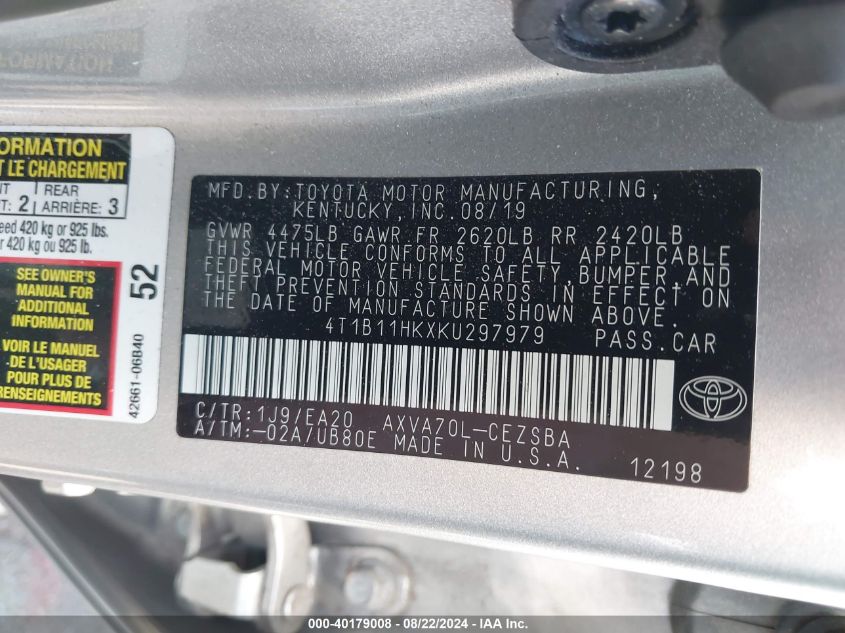 ORMATION
T LE CHARGEMENT
NT 2 REAR 3
T: ARRIÈRE:
eed 420 kg or 925 lbs.
420 kg ou 925 lb.
SEE OWNER'S
MANUAL FOR
ADDITIONAL
INFORMATION
VOIR LE MANUEL
DE L'USAGER
POUR PLUS DE
RENSEIGNEMENTS
52
42661-06B40
MFD.BY:TOYOTA MOTOR MANUFACTURING,
KENTUCKY, INC.08/19
GVWR 4475LB GAWR FR 2620LB RR 2420LB
THIS VEHICLE CONFORMS TO ALL APPLICABLE
FEDERAL MOTOR VEHICLE SAFETY,BUMPER,AND
THEFT PREVENTION STANDARDS IN EFFECT ON
THE DATE OF MANUFACTURE SHOWN ABOVE.
4T1B11HKXKU297979 PASS.CAR
C/TR:1J9/EA20 AXVA70L-CEZSBA
A/TM:-02A/UB80E MADE IN U.S.A.
12198
000-40179008 - 08/22/2024 - IAA Inc.